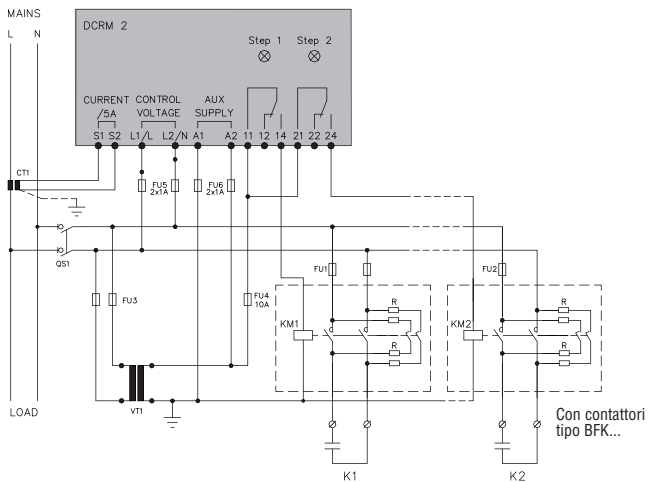 MAINS
L N
DCRM 2
Step 1 Step 2
CURRENT /5A
CONTROL VOLTAGE
AUX SUPPLY
S1 S2 L1/L L2/N A1 A2 11 12 14 21 22 24
CT1
FU5 2x1A
FU6 2x1A
QS1
FU3
FU4 10A
FU1
FU2
KM1
R
R
KM2
R
R
VT1
LOAD
K1
K2
Con contattori
tipo BFK...